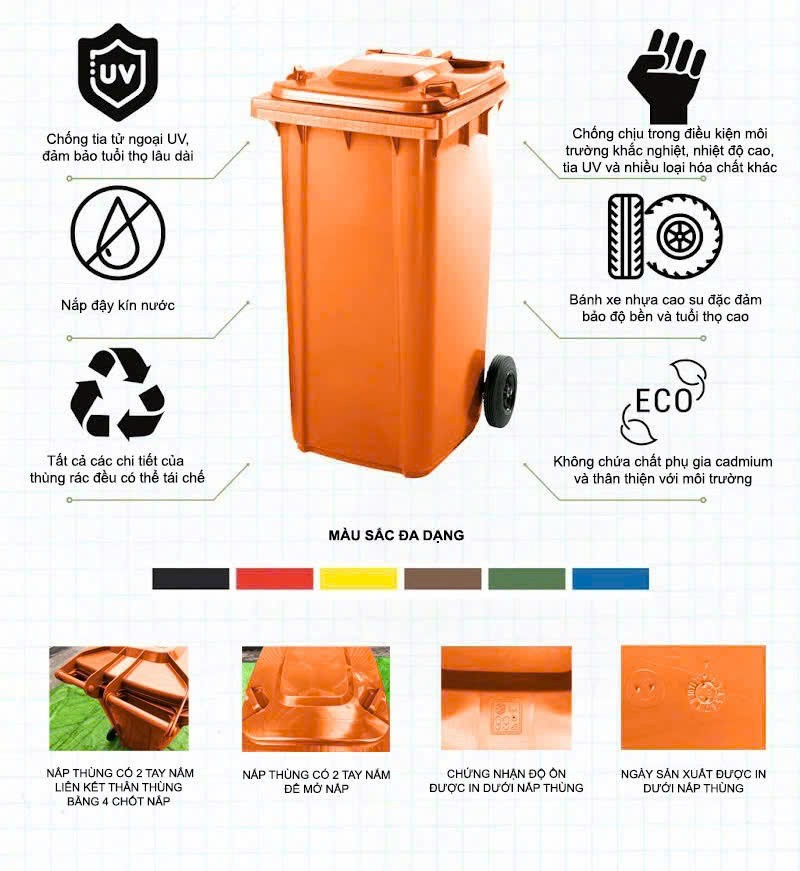 UV
Chống tia tử ngoại UV,
đảm bảo tuổi thọ lâu dài
Chống chịu trong điều kiện môi
trường khắc nghiệt, nhiệt độ cao,
tia UV và nhiều loại hóa chất khác
Nắp đậy kín nước
Bánh xe nhựa cao su đặc đảm
bảo độ bền và tuổi thọ cao
ECO
Tất cả các chi tiết của
thùng rác đều có thể tái chế
Không chứa chất phụ gia cadmium
và thân thiện với môi trường
MÀU SẮC ĐA DẠNG
NẮP THÙNG CÓ 2 TAY NẮM
LIÊN KẾT THÂN THÙNG
BẰNG 4 CHỐT NẮP
NẮP THÙNG CÓ 2 TAY NẮM
ĐỂ MỞ NẮP
CHỨNG NHẬN ĐỘ ỒN
ĐƯỢC IN DƯỚI NẮP THÙNG
NGÀY SẢN XUẤT ĐƯỢC IN
DƯỚI NẮP THÙNG